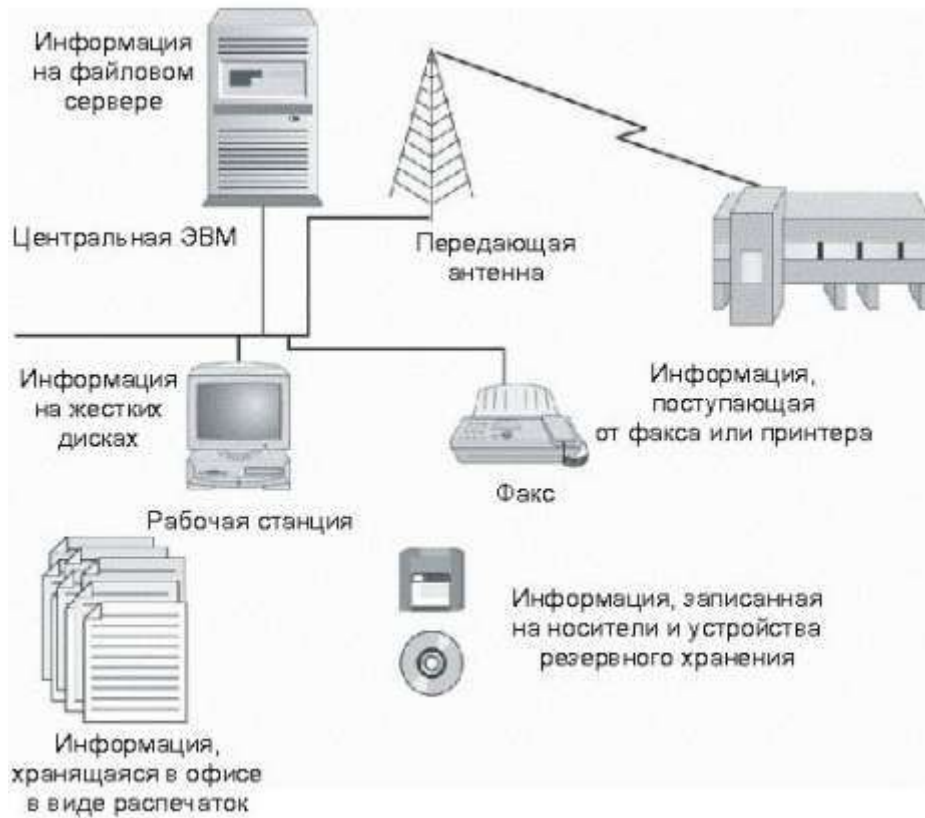 Информация
на файловом
сервере
Центральная ЭВМ
Передающая
антенна
Информация
на жестких
дисках
Информация,
поступающая
от факса или принтера
Факс
Рабочая станция
Информация, записанная
на носители и устройства
резервного хранения
Информация,
хранящаяся в офисе
в виде распечаток